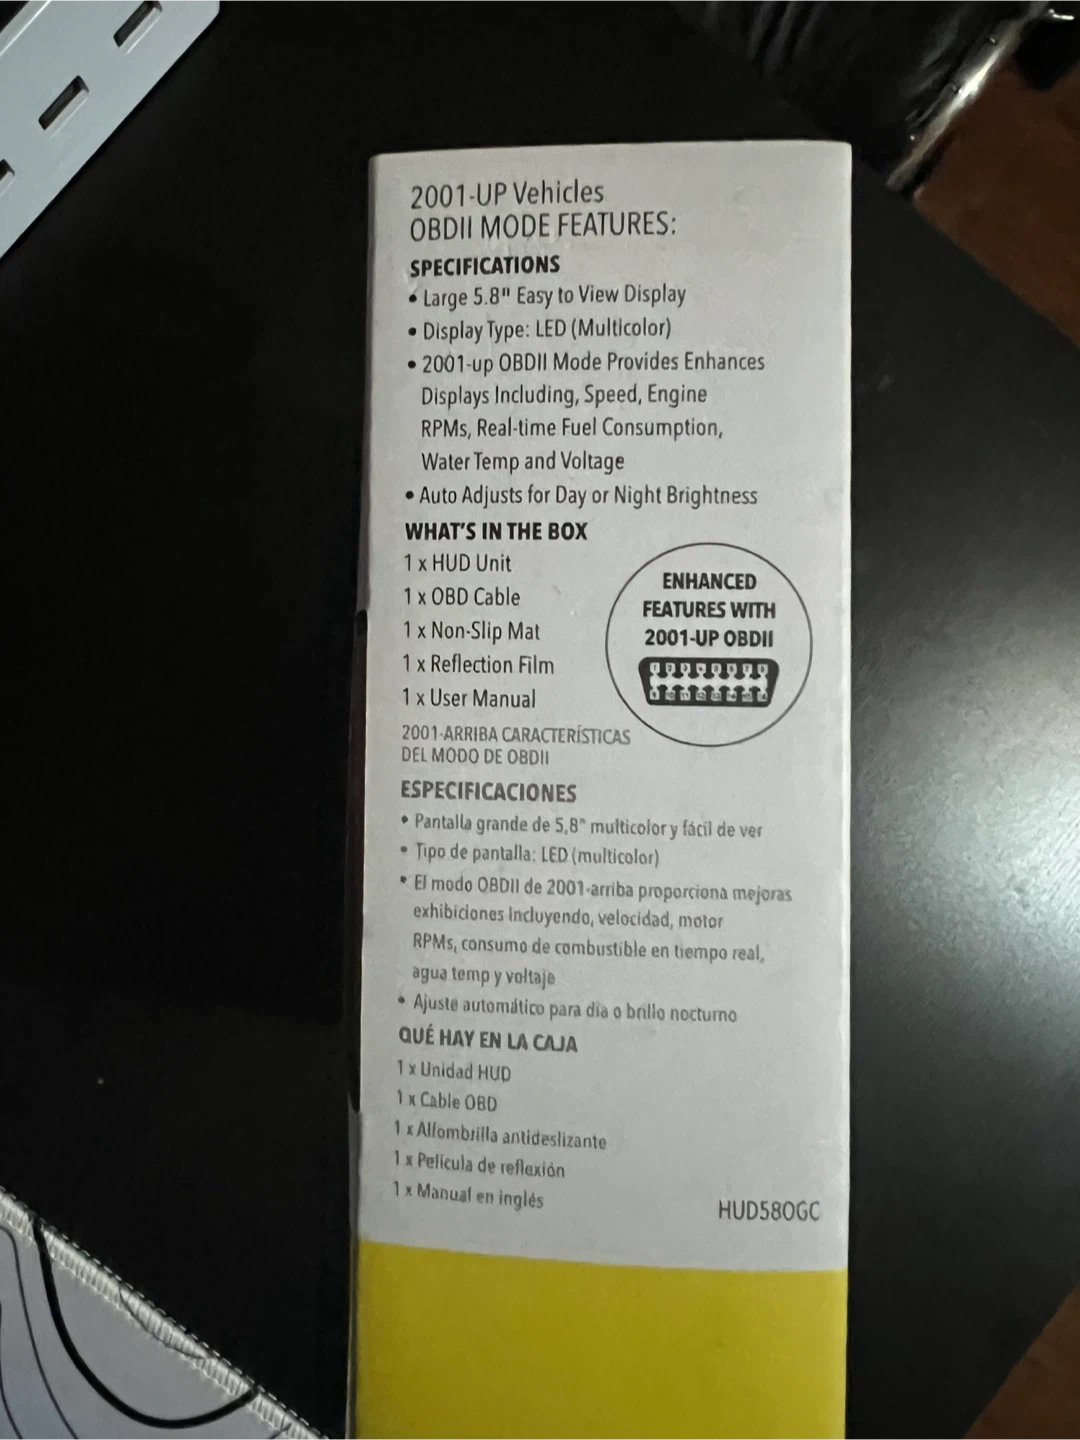 2001-UP Vehicles
OBDII MODE FEATURES:
SPECIFICATIONS
• Large 5.8" Easy to View Display
• Display Type: LED (Multicolor)
• 2001-up OBDII Mode Provides Enhances
Displays Including, Speed, Engine
RPMs, Real-time Fuel Consumption,
Water Temp and Voltage
• Auto Adjusts for Day or Night Brightness
WHAT'S IN THE BOX
1 x HUD Unit
1 x OBD Cable
1 x Non-Slip Mat
1 x Reflection Film
1 x User Manual
ENHANCED
FEATURES WITH
2001-UP OBDII
2001-ARRIBA CARACTERÍSTICAS
DEL MODO DE OBDII
ESPECIFICACIONES
• Pantalla grande de 5,8" multicolor y fácil de ver
• Tipo de pantalla: LED (multicolor)
• El modo OBDII de 2001-arriba proporciona mejoras
exhibiciones Incluyendo, velocidad, motor
RPMs, consumo de combustible en tiempo real,
agua temp y voltaje
• Ajuste automático para dia o brillo nocturno
QUÉ HAY EN LA CAJA
1 x Unidad HUD
1 x Cable OBD
1 x Alfombrilla antideslizante
1 x Película de reflexión
1 x Manual en inglés
HUD580GC